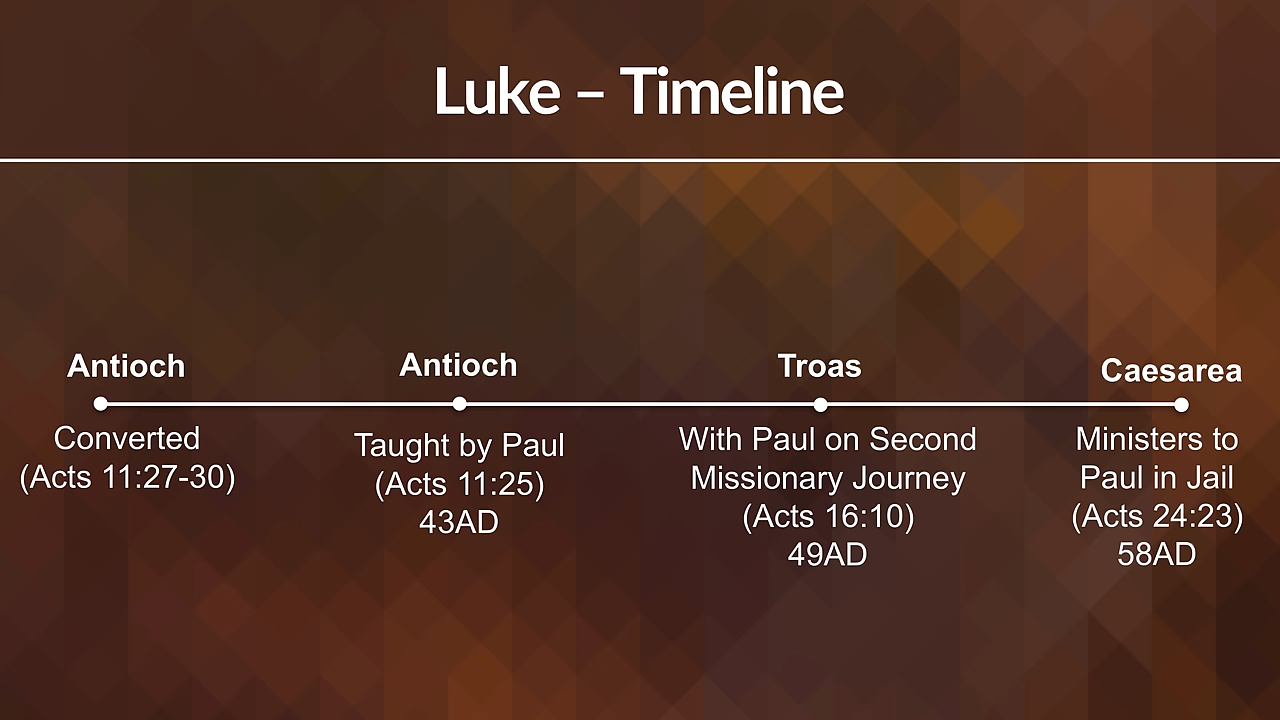 Luke – Timeline
Antioch
Converted
(Acts 11:27-30)
Antioch
Taught by Paul
(Acts 11:25)
43AD
Troas
With Paul on Second
Missionary Journey
(Acts 16:10)
49AD
Caesarea
Ministers to
Paul in Jail
(Acts 24:23)
58AD